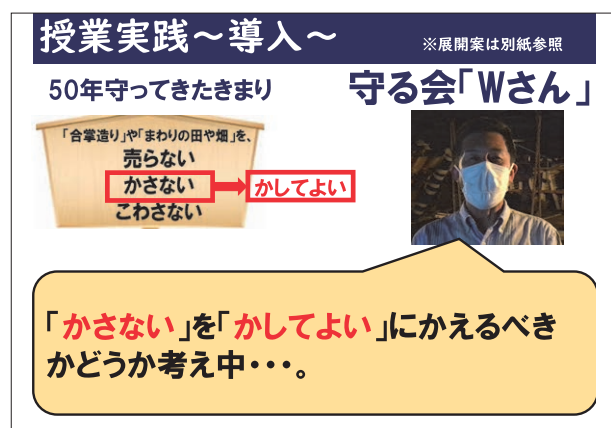 授業実践～導入～
※展開案は別紙参照
50年守ってきたきまり
守る会「Wさん」
「合掌造り」や「まわりの田や畑」を、
売らない
かさない
かしてよい
こわさない
「かさない」を「かしてよい」にかえるべき
かどうか考え中・・・。